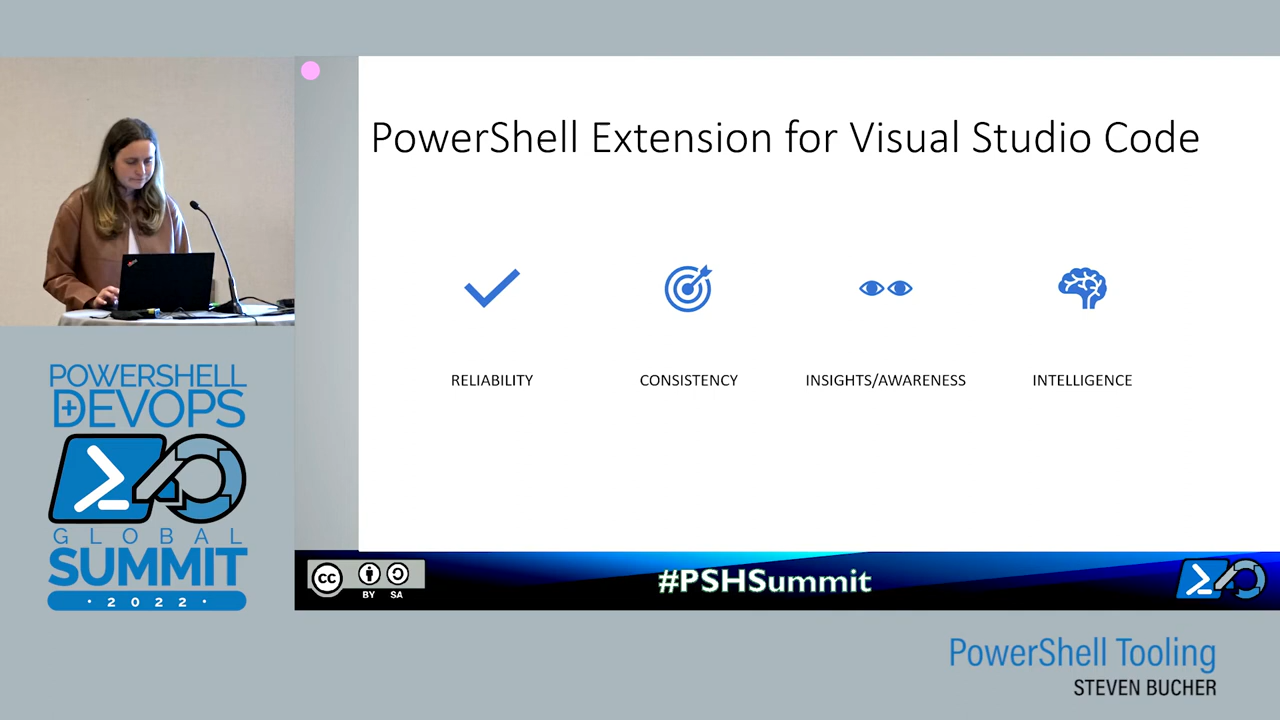 PowerShell Extension for Visual Studio Code
RELIABILITY
CONSISTENCY
INSIGHTS/AWARENESS
INTELLIGENCE
POWERSHELL
+DEVOPS
GLOBAL
SUMMIT
· 2022 ·
CC
BY SA
#PSHSummit
PowerShell Tooling
STEVEN BUCHER